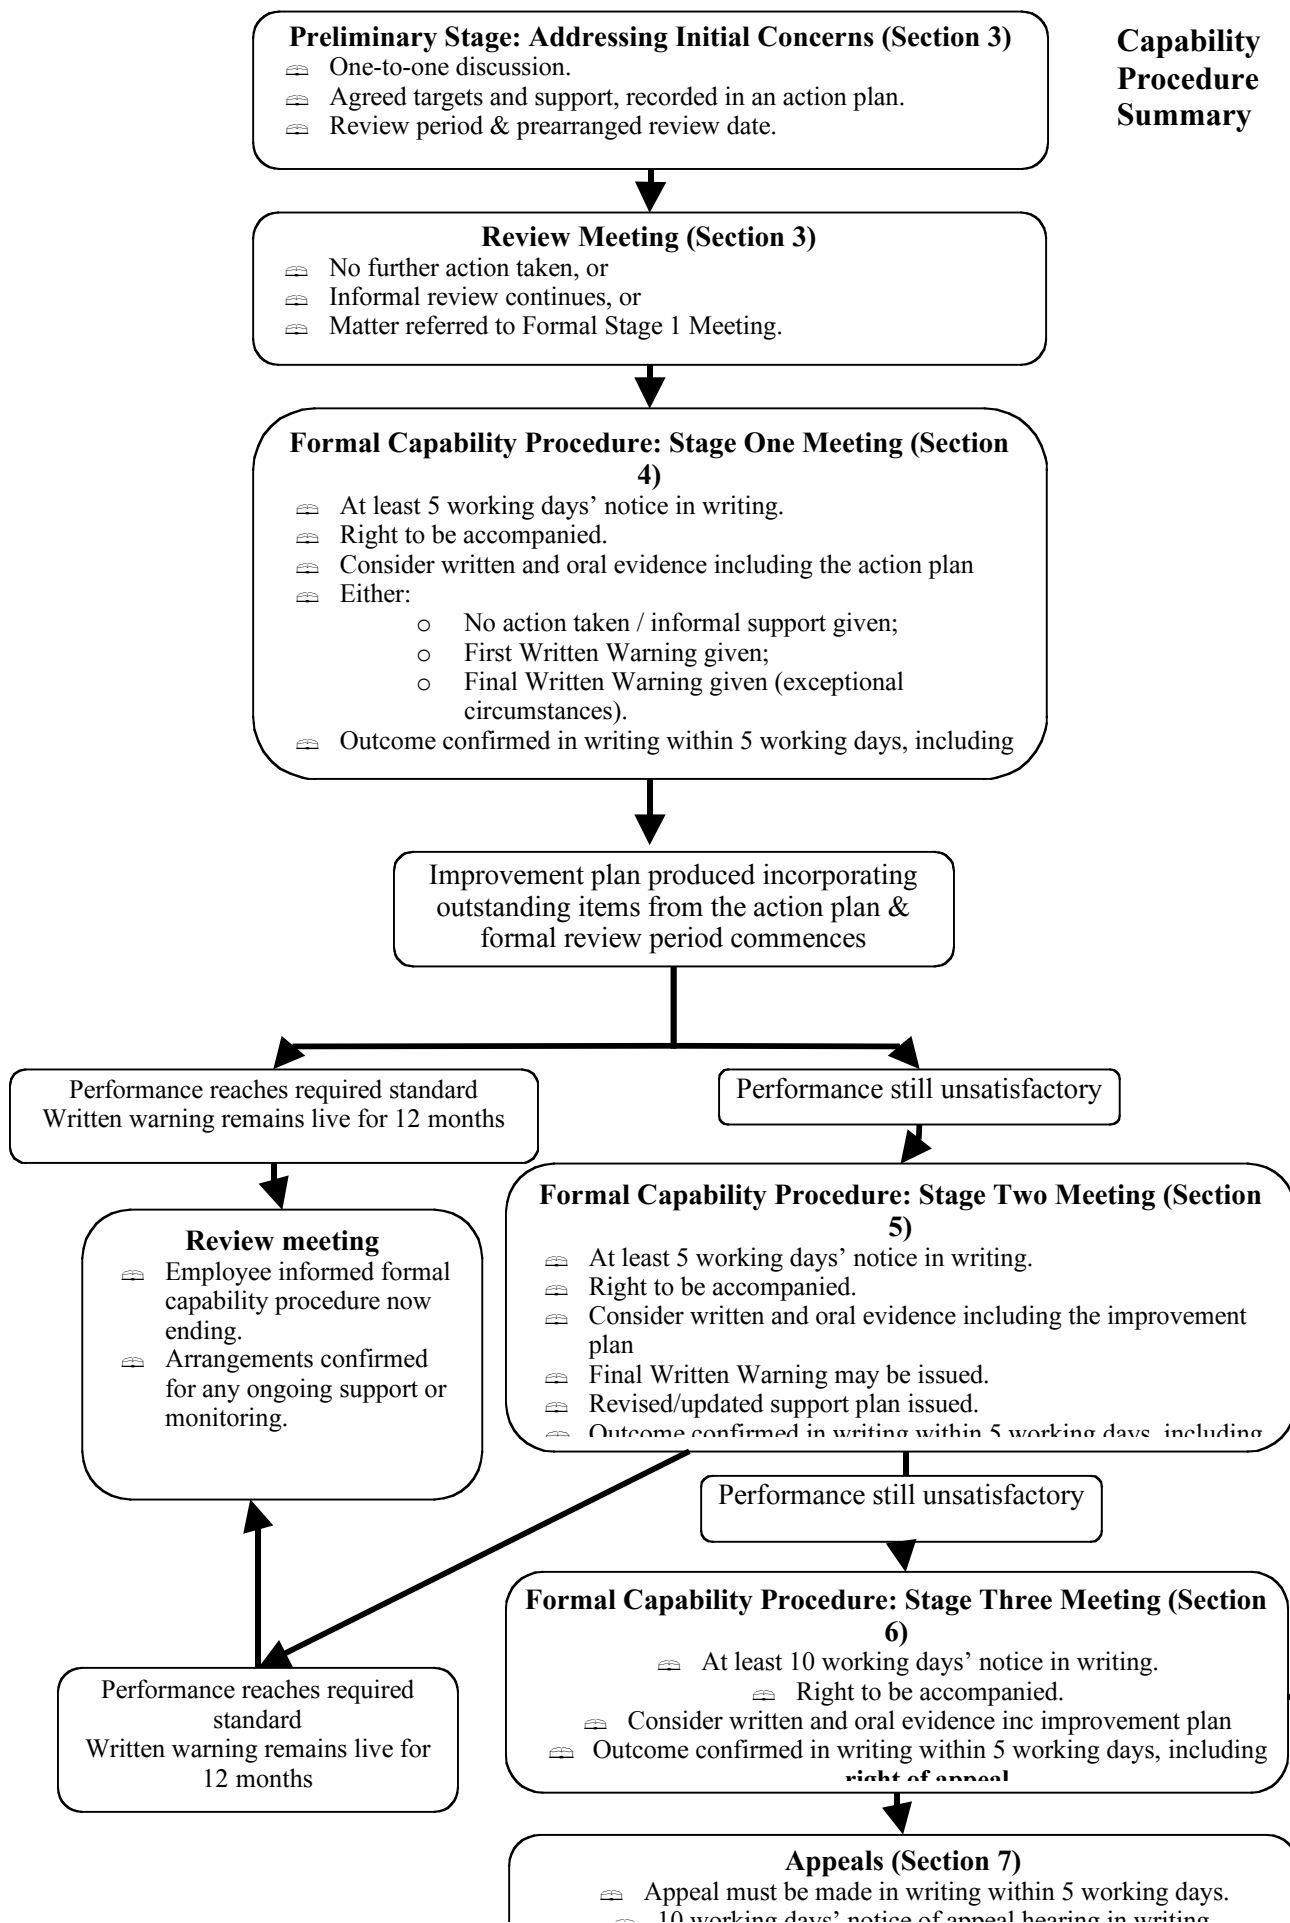 Preliminary Stage: Addressing Initial Concerns (Section 3)
One-to-one discussion.
Agreed targets and support, recorded in an action plan.
Review period & prearranged review date.
Capability
Procedure
Summary
Review Meeting (Section 3)
No further action taken, or
Informal review continues, or
Matter referred to Formal Stage 1 Meeting.
Formal Capability Procedure: Stage One Meeting (Section
4)
At least 5 working days’ notice in writing.
Right to be accompanied.
Consider written and oral evidence including the action plan
Either:
o No action taken / informal support given;
o First Written Warning given;
o Final Written Warning given (exceptional
circumstances).
Outcome confirmed in writing within 5 working days, including
Improvement plan produced incorporating
outstanding items from the action plan &
formal review period commences
Performance reaches required standard
Written warning remains live for 12 months
Performance still unsatisfactory
Review meeting
Employee informed formal
capability procedure now
ending.
Arrangements confirmed
for any ongoing support or
monitoring.
Formal Capability Procedure: Stage Two Meeting (Section
5)
At least 5 working days’ notice in writing.
Right to be accompanied.
Consider written and oral evidence including the improvement
plan
Final Written Warning may be issued.
Revised/updated support plan issued.
Outcome confirmed in writing within 5 working days, including
Performance still unsatisfactory
Formal Capability Procedure: Stage Three Meeting (Section
6)
At least 10 working days’ notice in writing.
Right to be accompanied.
Consider written and oral evidence inc improvement plan
Outcome confirmed in writing within 5 working days, including
right of appeal
Performance reaches required
standard
Written warning remains live for
12 months
Appeals (Section 7)
Appeal must be made in writing within 5 working days.
10 working days’ notice of appeal hearing in writing